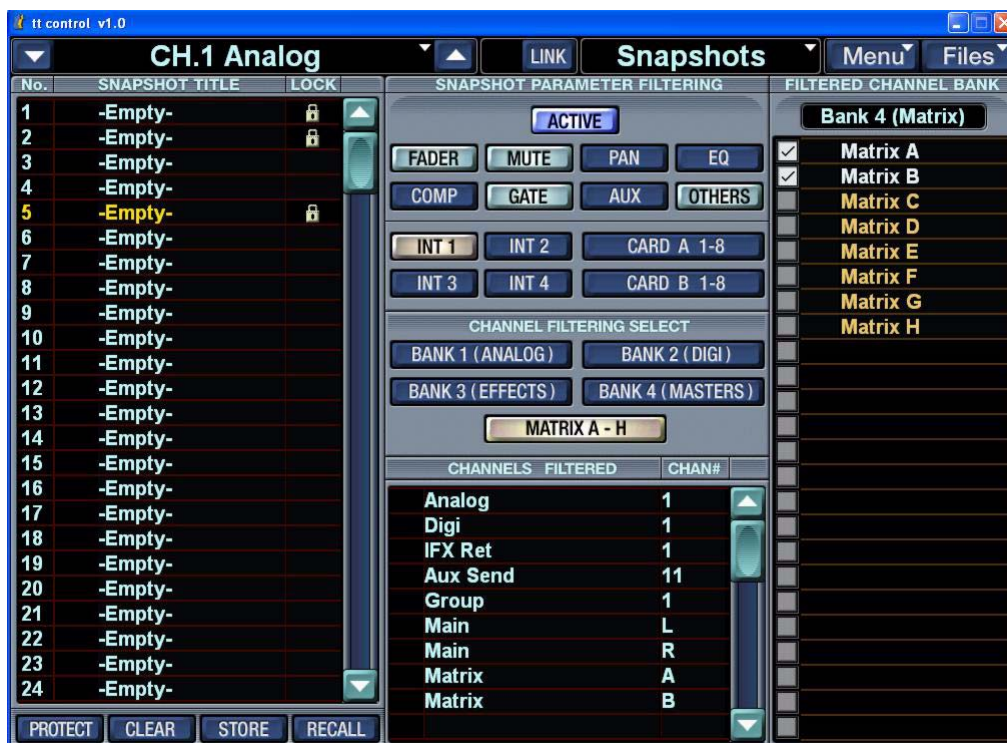 tt control v1.0
CH.1 Analog LINK Snapshots Menu Files
No. SNAPSHOT TITLE LOCK
1 -Empty-
2 -Empty-
3 -Empty-
4 -Empty-
5 -Empty-
6 -Empty-
7 -Empty-
8 -Empty-
9 -Empty-
10 -Empty-
11 -Empty-
12 -Empty-
13 -Empty-
14 -Empty-
15 -Empty-
16 -Empty-
17 -Empty-
18 -Empty-
19 -Empty-
20 -Empty-
21 -Empty-
22 -Empty-
23 -Empty-
24 -Empty-
PROTECT CLEAR STORE RECALL
SNAPSHOT PARAMETER FILTERING
ACTIVE
FADER MUTE PAN EQ
COMP GATE AUX OTHERS
INT 1 INT 2 CARD A 1-8
INT 3 INT 4 CARD B 1-8
CHANNEL FILTERING SELECT
BANK 1 (ANALOG) BANK 2 (DIGI)
BANK 3 (EFFECTS) BANK 4 (MASTERS)
MATRIX A - H
CHANNELS FILTERED CHAN#
Analog 1
Digi 1
IFX Ret 1
Aux Send 11
Group 1
Main L
Main R
Matrix A
Matrix B
FILTERED CHANNEL BANK
Bank 4 (Matrix)
Matrix A
Matrix B
Matrix C
Matrix D
Matrix E
Matrix F
Matrix G
Matrix H